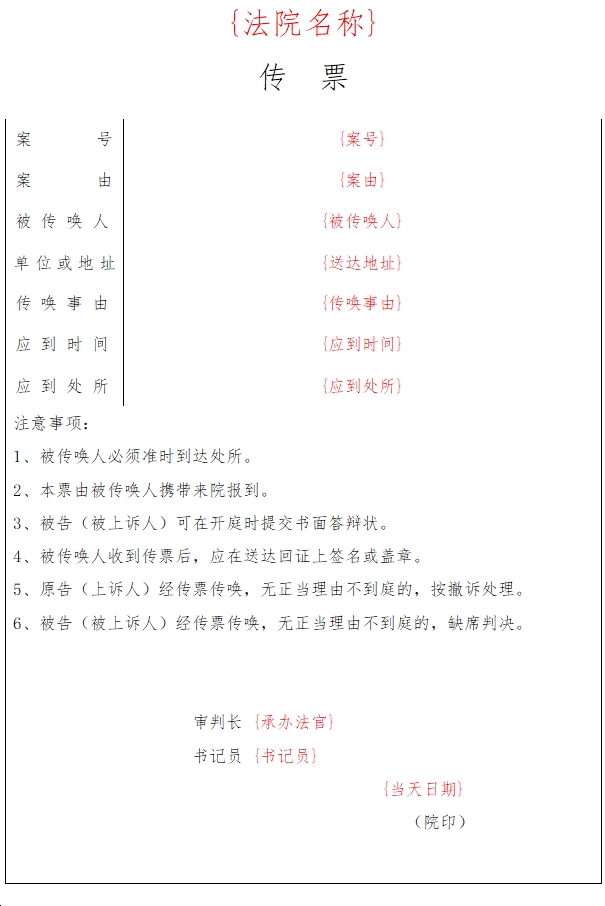 {法院名称}
传 票
案 号 {案号}
案 由 {案由}
被传唤人 {被传唤人}
单位或地址 {送达地址}
传唤事由 {传唤事由}
应到时间 {应到时间}
应到处所 {应到处所}
注意事项：
1、被传唤人必须准时到达处所。
2、本票由被传唤人携带来院报到。
3、被告（被上诉人）可在开庭时提交书面答辩状。
4、被传唤人收到传票后，应在送达回证上签名或盖章。
5、原告（上诉人）经传票传唤，无正当理由不到庭的，按撤诉处理。
6、被告（被上诉人）经传票传唤，无正当理由不到庭的，缺席判决。
审判长 {承办法官}
书记员 {书记员}
{当天日期}
（院印）